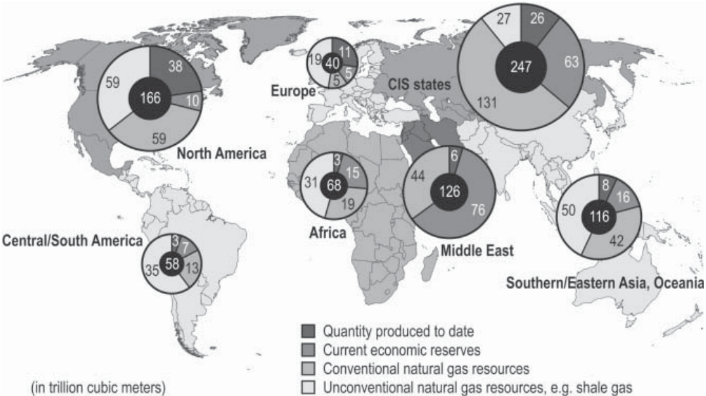 27
26
11
19
40
5
5
38
59
166
10
59
247
63
CIS states
131
Europe
North America
3
15
31
68
19
Africa
6
44
126
76
Middle East
8
16
50
116
42
Southern/Eastern Asia, Oceania
Central/South America
3
7
58
35
13
Quantity produced to date
Current economic reserves
Conventional natural gas resources
Unconventional natural gas resources, e.g. shale gas
(in trillion cubic meters)